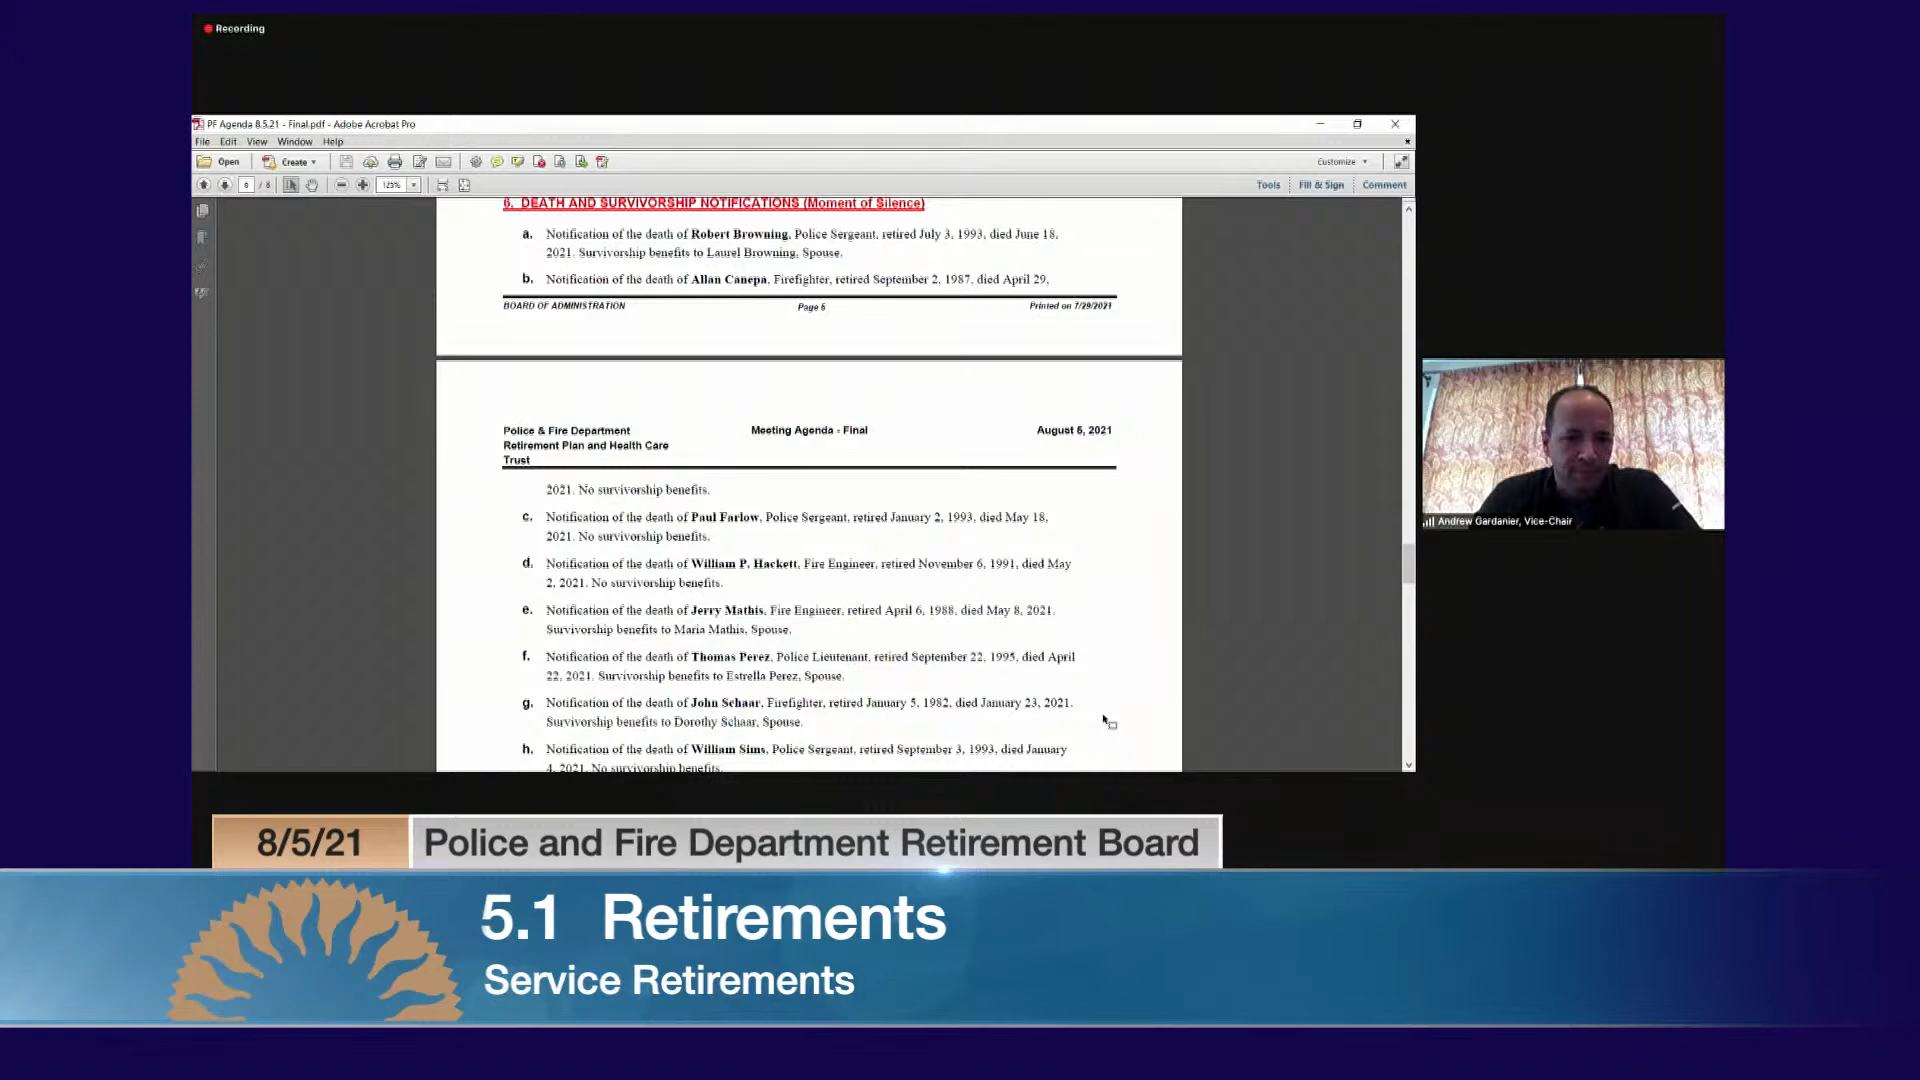 Recording
PF Agenda 8.5.21 - Final.pdf - Adobe Acrobat Pro
File Edit View Window Help
Open Create Customize
6 / 8 125% Tools Fill & Sign Comment
6. DEATH AND SURVIVORSHIP NOTIFICATIONS (Moment of Silence)
a. Notification of the death of Robert Browning, Police Sergeant, retired July 3, 1993, died June 18,
2021. Survivorship benefits to Laurel Browning, Spouse.
b. Notification of the death of Allan Canepa, Firefighter, retired September 2, 1987, died April 29,
BOARD OF ADMINISTRATION Page 5 Printed on 7/29/2021
Police & Fire Department Meeting Agenda - Final August 5, 2021
Retirement Plan and Health Care
Trust
2021. No survivorship benefits.
c. Notification of the death of Paul Farlow, Police Sergeant, retired January 2, 1993, died May 18,
2021. No survivorship benefits.
d. Notification of the death of William P. Hackett, Fire Engineer, retired November 6, 1991, died May
2, 2021. No survivorship benefits.
e. Notification of the death of Jerry Mathis, Fire Engineer, retired April 6, 1988, died May 8, 2021.
Survivorship benefits to Maria Mathis, Spouse.
f. Notification of the death of Thomas Perez, Police Lieutenant, retired September 22, 1995, died April
22, 2021. Survivorship benefits to Estrella Perez, Spouse.
g. Notification of the death of John Schaar, Firefighter, retired January 5, 1982, died January 23, 2021.
Survivorship benefits to Dorothy Schaar, Spouse.
h. Notification of the death of William Sims, Police Sergeant, retired September 3, 1993, died January
4, 2021. No survivorship benefits.
Andrew Gardanier, Vice-Chair
8/5/21 Police and Fire Department Retirement Board
5.1 Retirements
Service Retirements